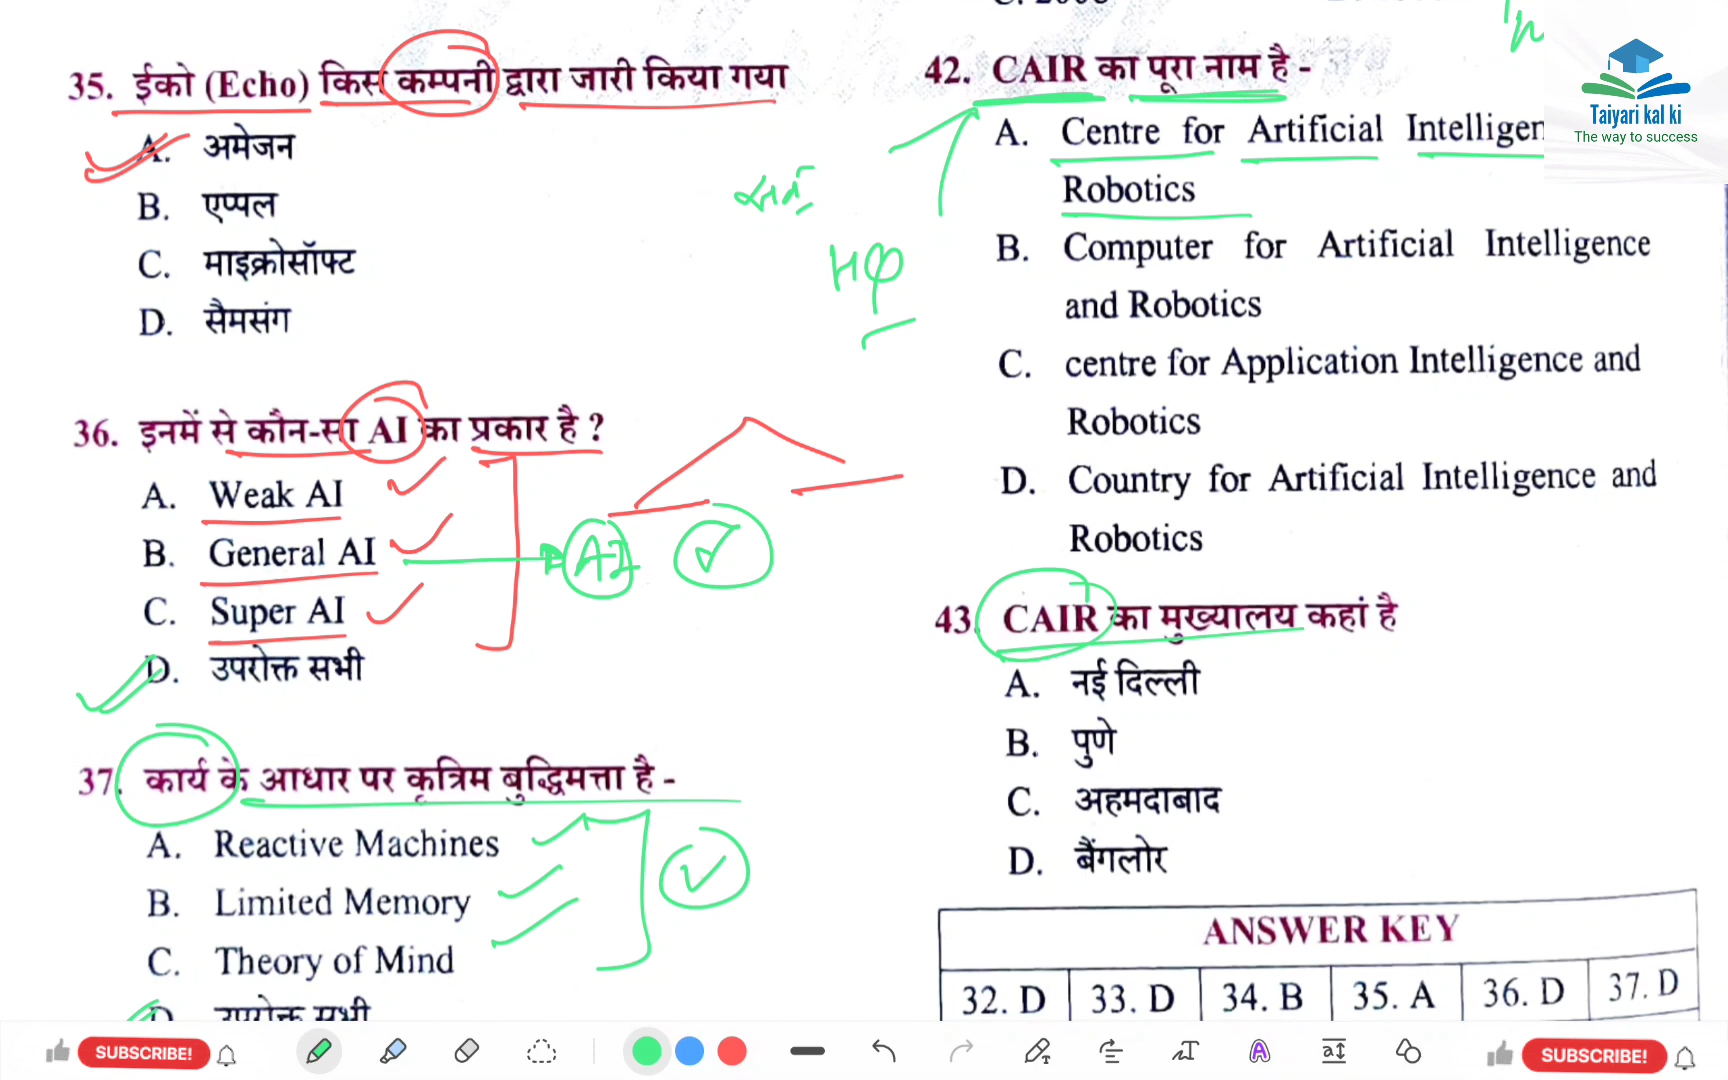 35. ईको (Echo) किस कम्पनी द्वारा जारी किया गया
A. अमेजन
B. एप्पल
C. माइक्रोसॉफ्ट
D. सैमसंग
36. इनमें से कौन-सा AI का प्रकार है ?
A. Weak AI
B. General AI
AI
C. Super AI
D. उपरोक्त सभी
37. कार्य के आधार पर कृत्रिम बुद्धिमत्ता है -
A. Reactive Machines
B. Limited Memory
C. Theory of Mind
D. उपरोक्त सभी
42. CAIR का पूरा नाम है -
A. Centre for Artificial Intelligen
Robotics
B. Computer for Artificial Intelligence
and Robotics
C. centre for Application Intelligence and
Robotics
D. Country for Artificial Intelligence and
Robotics
43. CAIR का मुख्यालय कहां है
A. नई दिल्ली
B. पुणे
C. अहमदाबाद
D. बैंगलोर
ANSWER KEY
32. D 33. D 34. B 35. A 36. D 37. D
Taiyari kal ki
The way to success
SUBSCRIBE!
SUBSCRIBE!